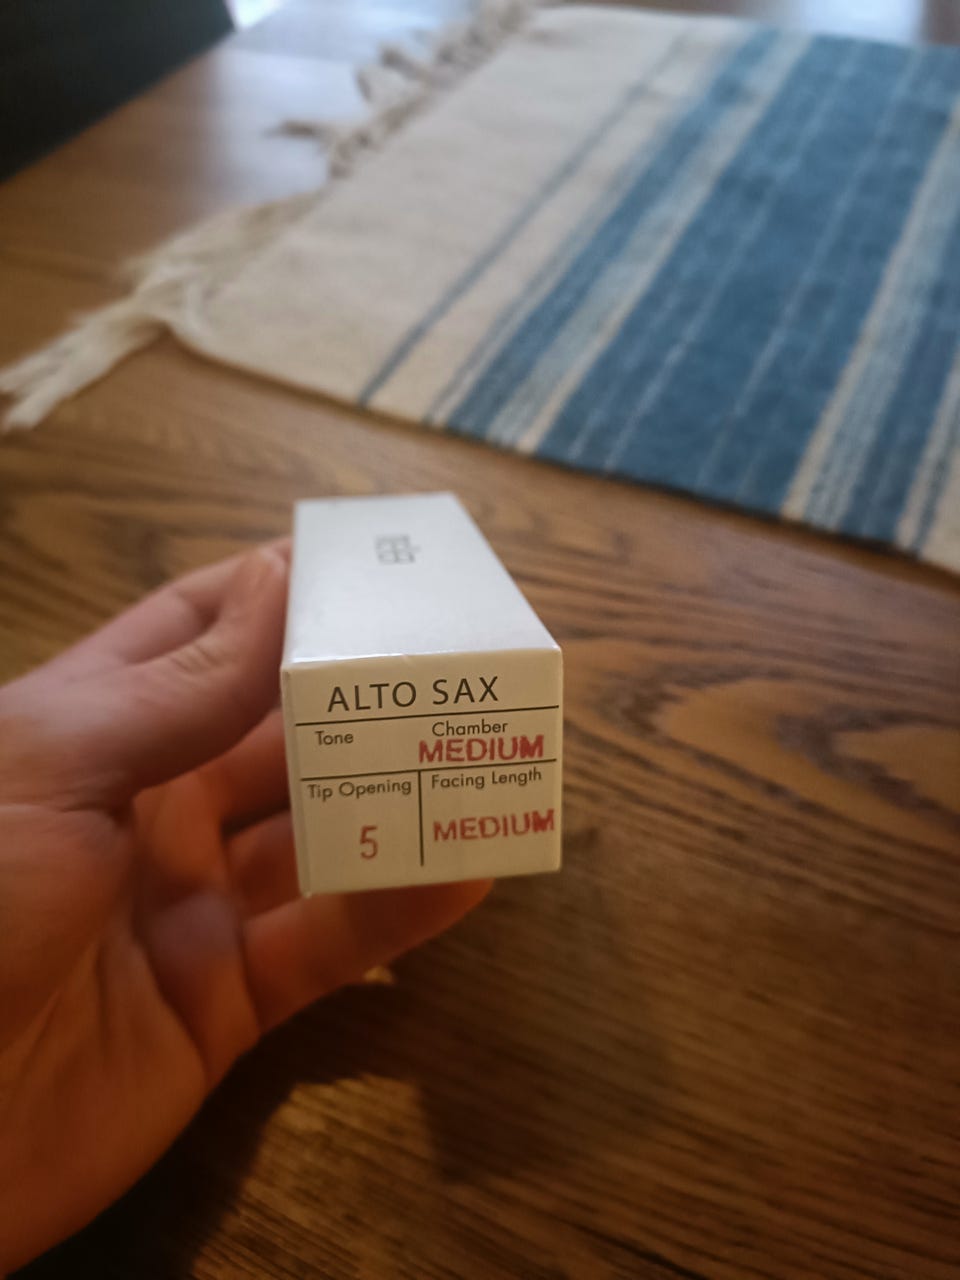 ALTO SAX
Tone
Chamber
MEDIUM
Tip Opening
5
Facing Length
MEDIUM